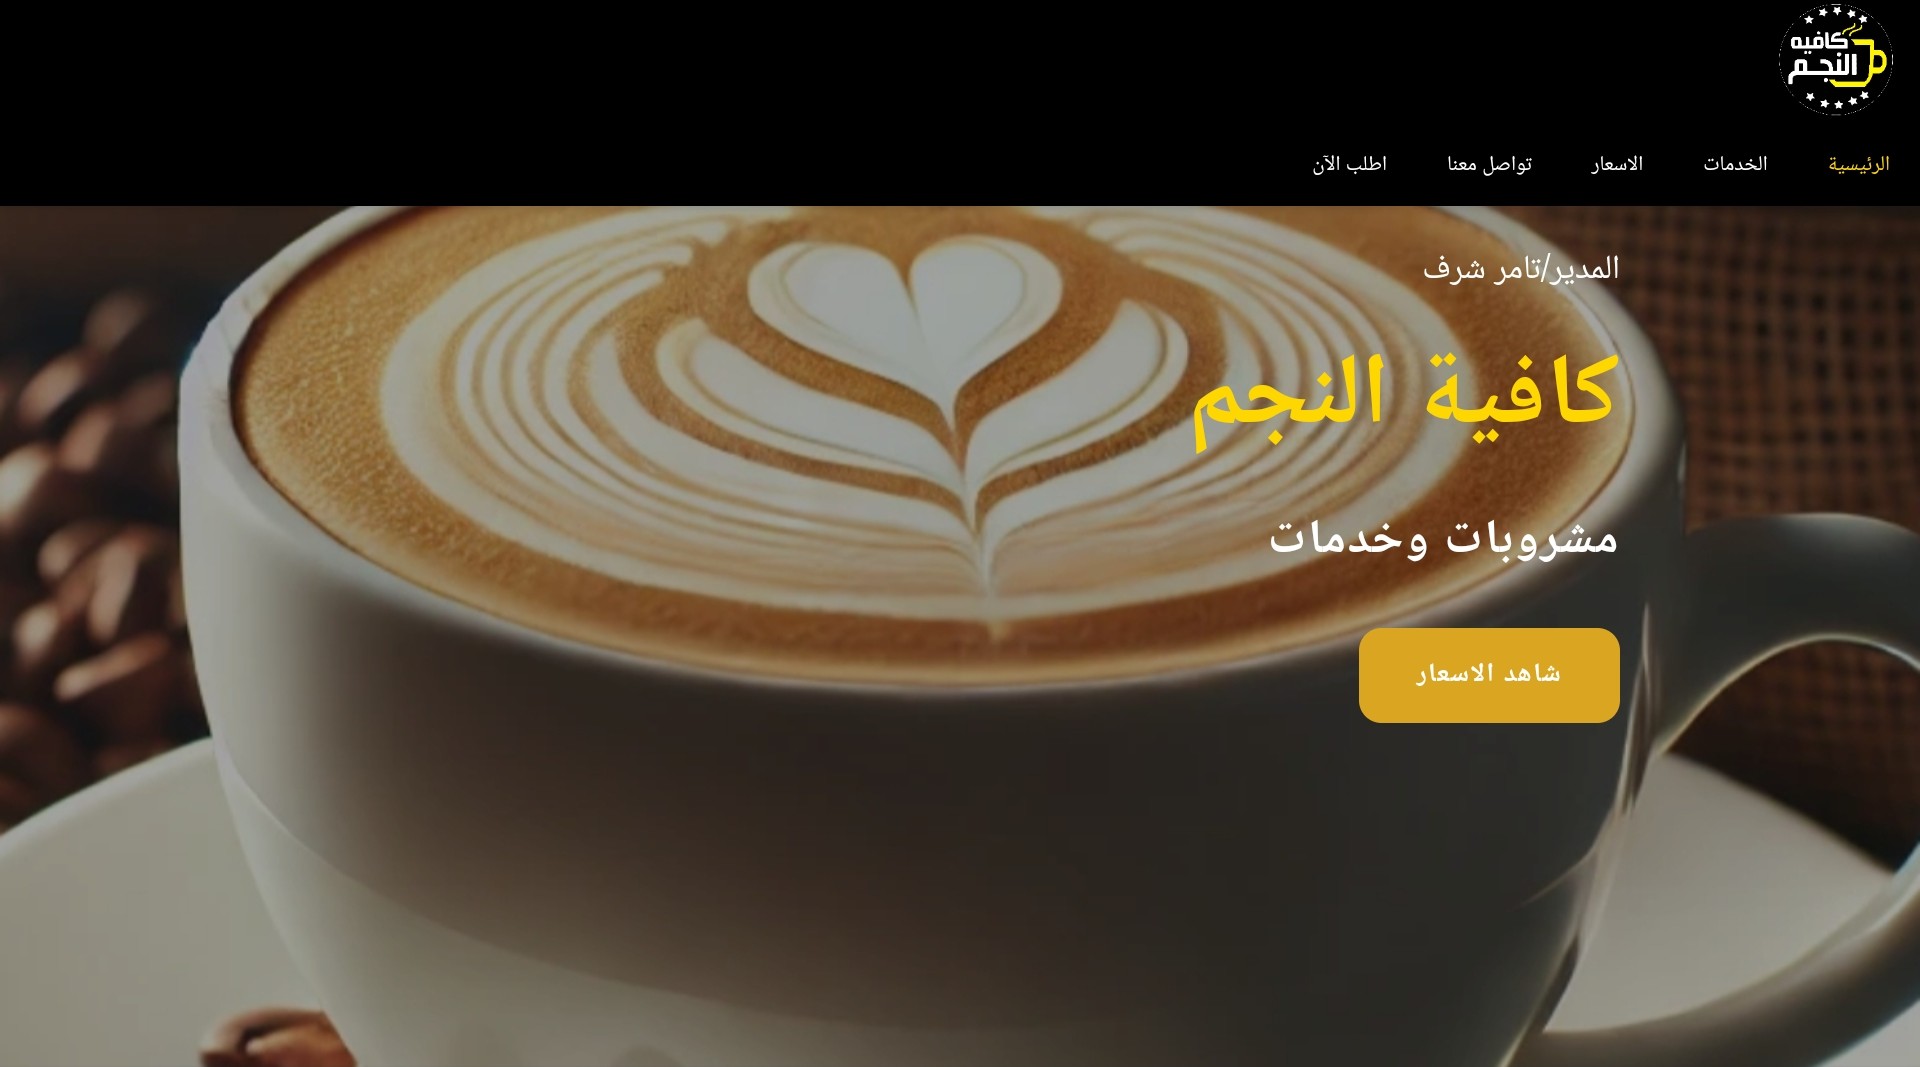 كافيه
النجم
الرئيسية الخدمات الاسعار تواصل معنا اطلب الآن
المدير/تامر شرف
كافية النجم
مشروبات وخدمات
شاهد الاسعار